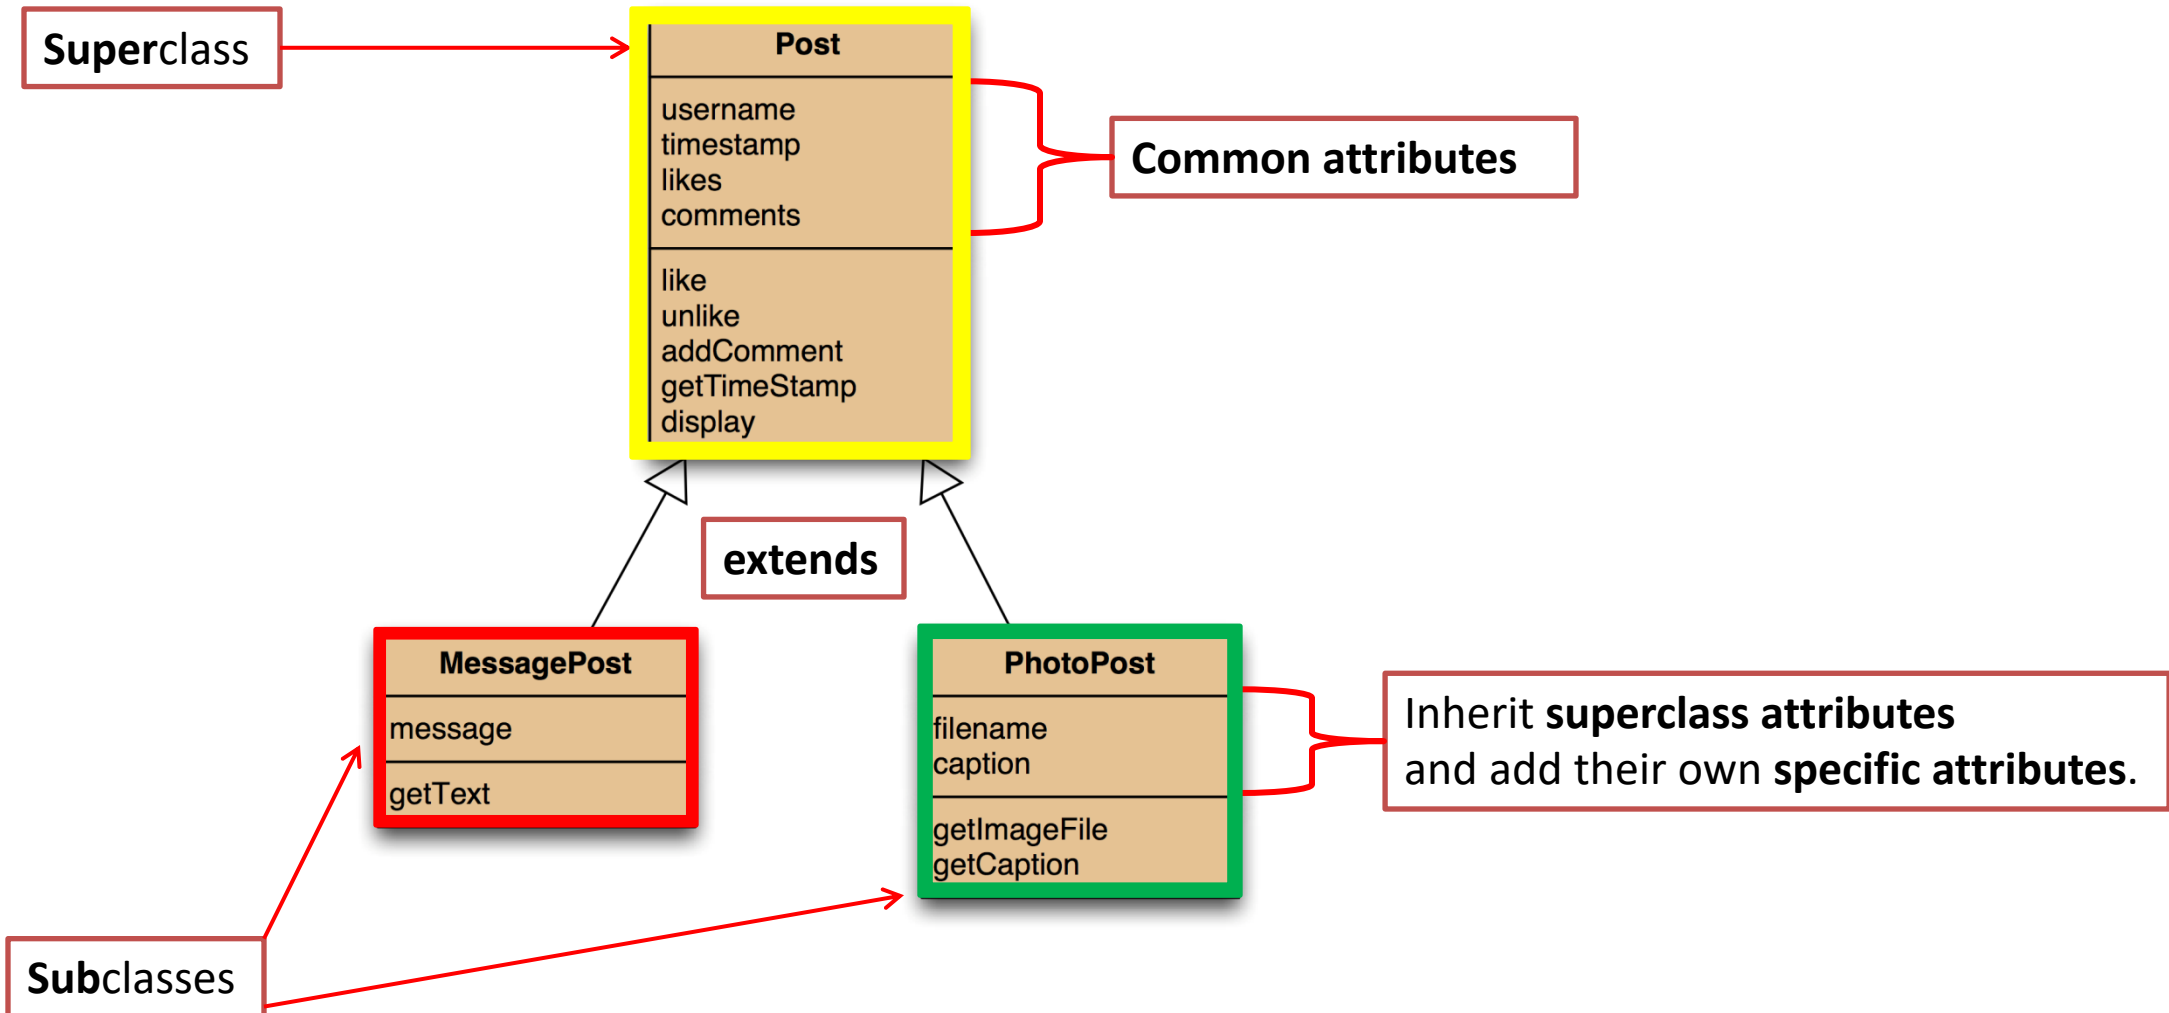 Superclass
Post
username
timestamp
likes
comments
Common attributes
like
unlike
addComment
getTimeStamp
display
extends
MessagePost
message
getText
PhotoPost
filename
caption
getImageFile
getCaption
Inherit superclass attributes
and add their own specific attributes.
Subclasses